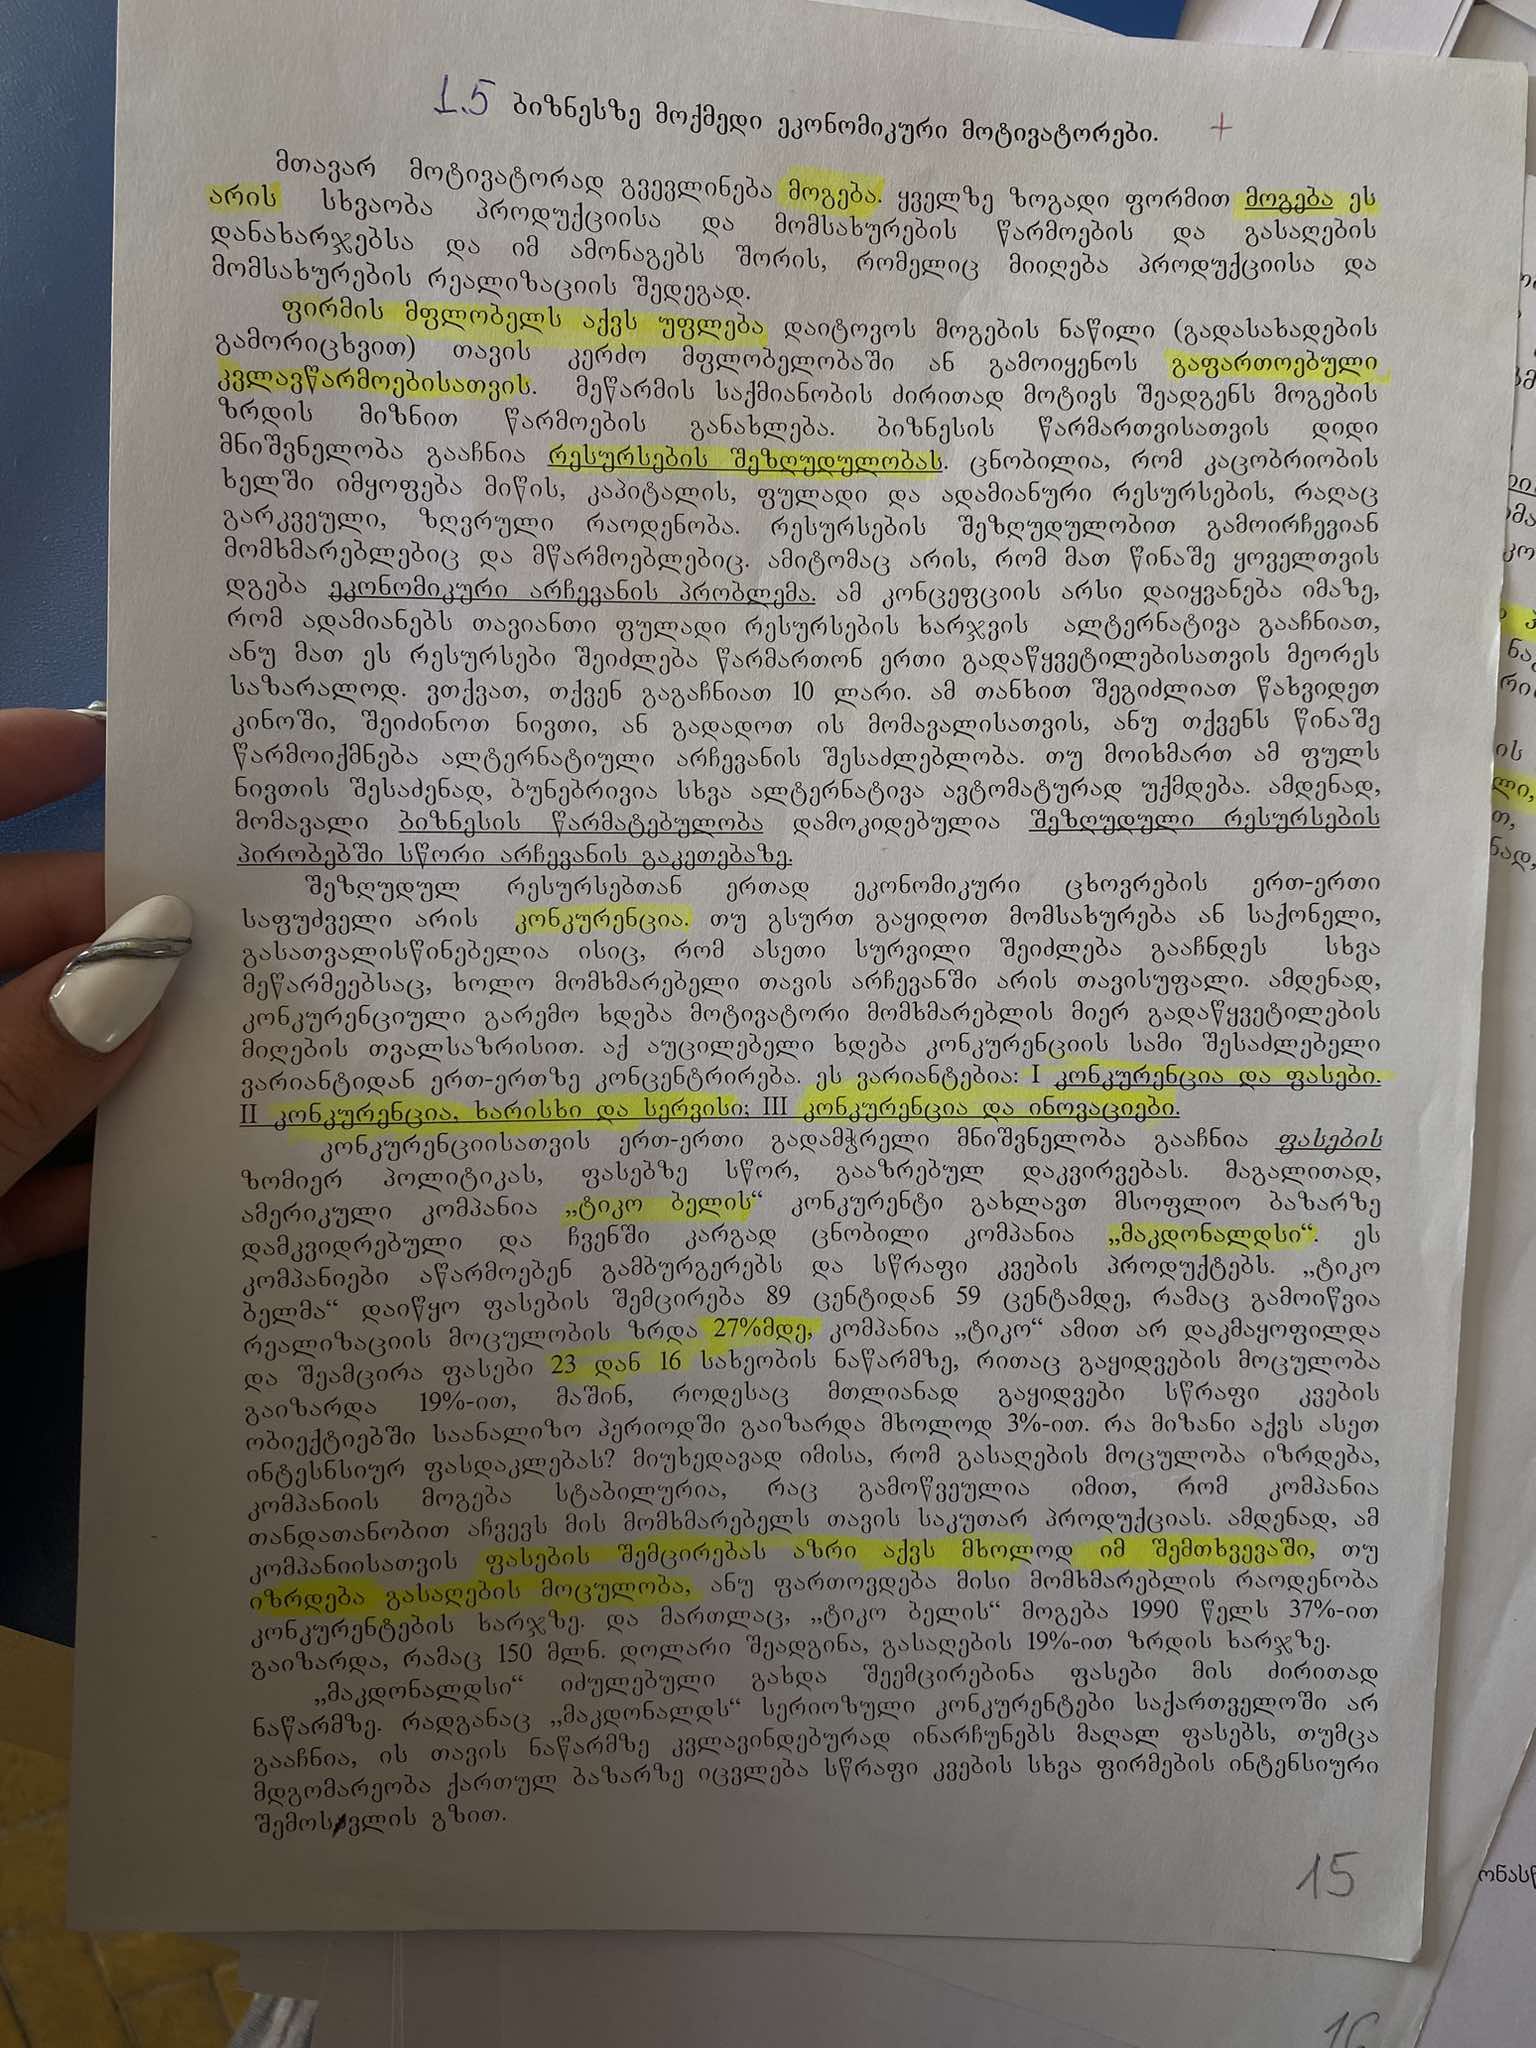 1.5 ბიზნესზე მოქმედი ეკონომიკური მოტივატორები. +
მთავარ მოტივატორად გვევლინება მოგება. ყველზე ზოგადი ფორმით მოგება ეს
არის სხვაობა პროდუქციისა და მომსახურების წარმოების და გასაღების
დანახარჯებსა და იმ ამონაგებს შორის, რომელიც მიიღება პროდუქციისა და
მომსახურების რეალიზაციის შედეგად.
ფირმის მფლობელს აქვს უფლება დაიტოვოს მოგების ნაწილი (გადასახადების
გამორიცხვით) თავის კერძო მფლობელობაში ან გამოიყენოს გაფართოებული
კვლავწარმოებისათვის. მეწარმის საქმიანობის ძირითად მოტივს შეადგენს მოგების
ზრდის მიზნით წარმოების განახლება. ბიზნესის წარმართვისათვის დიდი
მნიშვნელობა გააჩნია რესურსების შეზღუდულობას. ცნობილია, რომ კაცობრიობის
ხელში იმყოფება მიწის, კაპიტალის, ფულადი და ადამიანური რესურსების, რაღაც
გარკვეული, ზღვრული რაოდენობა. რესურსების შეზღუდულობით გამოირჩევიან
მომხმარებლებიც და მწარმოებლებიც. ამიტომაც არის, რომ მათ წინაშე ყოველთვის
დგება ეკონომიკური არჩევანის პრობლემა. ამ კონცეფციის არსი დაიყვანება იმაზე,
რომ ადამიანებს თავიანთი ფულადი რესურსების ხარჯვის ალტერნატივა გააჩნიათ,
ანუ მათ ეს რესურსები შეიძლება წარმართონ ერთი გადაწყვეტილებისათვის მეორეს
საზარალოდ. ვთქვათ, თქვენ გაგაჩნიათ 10 ლარი. ამ თანხით შეგიძლიათ წახვიდეთ
კინოში, შეიძინოთ ნივთი, ან გადადოთ ის მომავალისათვის, ანუ თქვენს წინაშე
წარმოიქმნება ალტერნატიული არჩევანის შესაძლებლობა. თუ მოიხმართ ამ ფულს
ნივთის შესაძენად, ბუნებრივია სხვა ალტერნატივა ავტომატურად უქმდება. ამდენად,
მომავალი ბიზნესის წარმატებულობა დამოკიდებულია შეზღუდული რესურსების
პირობებში სწორი არჩევანის გაკეთებაზე.
შეზღუდულ რესურსებთან ერთად ეკონომიკური ცხოვრების ერთ-ერთი
საფუძველი არის კონკურენცია. თუ გსურთ გაყიდოთ მომსახურება ან საქონელი,
გასათვალისწინებელია ისიც, რომ ასეთი სურვილი შეიძლება გააჩნდეს სხვა
მეწარმეებსაც, ხოლო მომხმარებელი თავის არჩევანში არის თავისუფალი. ამდენად,
კონკურენციული გარემო ხდება მოტივატორი მომხმარებლის მიერ გადაწყვეტილების
მიღების თვალსაზრისით. აქ აუცილებელი ხდება კონკურენციის სამი შესაძლებელი
ვარიანტიდან ერთ-ერთზე კონცენტრირება. ეს ვარიანტებია: I კონკურენცია და ფასები.
II კონკურენცია, ხარისხი და სერვისი; III კონკურენცია და ინოვაციები.
კონკურენციისათვის ერთ-ერთი გადამჭრელი მნიშვნელობა გააჩნია ფასების
ზომიერ პოლიტიკას, ფასებზე სწორ, გააზრებულ დაკვირვებას. მაგალითად,
ამერიკული კომპანია „ტიკო ბელის“ კონკურენტი გახლავთ მსოფლიო ბაზარზე
დამკვიდრებული და ჩვენში კარგად ცნობილი კომპანია „მაკდონალდსი“. ეს
კომპანიები აწარმოებენ გამბურგერებს და სწრაფი კვების პროდუქტებს. „ტიკო
ბელმა“ დაიწყო ფასების შემცირება 89 ცენტიდან 59 ცენტამდე, რამაც გამოიწვია
რეალიზაციის მოცულობის ზრდა 27%მდე, კომპანია „ტიკო“ ამით არ დაკმაყოფილდა
და შეამცირა ფასები 23 დან 16 სახეობის ნაწარმზე, რითაც გაყიდვების მოცულობა
გაიზარდა 19%-ით, მაშინ, როდესაც მთლიანად გაყიდვები სწრაფი კვების
ობიექტიებში საანალიზო პერიოდში გაიზარდა მხოლოდ 3%-ით. რა მიზანი აქვს ასეთ
ინტესნსიურ ფასდაკლებას? მიუხედავად იმისა, რომ გასაღების მოცულობა იზრდება,
კომპანიის მოგება სტაბილურია, რაც გამოწვეულია იმით, რომ კომპანია
თანდათანობით აჩვევს მის მომხმარებელს თავის საკუთარ პროდუქციას. ამდენად, ამ
კომპანიისათვის ფასების შემცირებას აზრი აქვს მხოლოდ იმ შემთხვევაში, თუ
იზრდება გასაღების მოცულობა, ანუ ფართოვდება მისი მომხმარებლის რაოდენობა
კონკურენტების ხარჯზე. და მართლაც, „ტიკო ბელის“ მოგება 1990 წელს 37%-ით
გაიზარდა, რამაც 150 მლნ. დოლარი შეადგინა, გასაღების 19%-ით ზრდის ხარჯზე.
„მაკდონალდსი“ იძულებული გახდა შეემცირებინა ფასები მის ძირითად
ნაწარმზე. რადგანაც „მაკდონალდს“ სერიოზული კონკურენტები საქართველოში არ
გააჩნია, ის თავის ნაწარმზე კვლავინდებურად ინარჩუნებს მაღალ ფასებს, თუმცა
მდგომარეობა ქართულ ბაზარზე იცვლება სწრაფი კვების სხვა ფირმების ინტენსიური
შემოსვლის გზით.
15
16